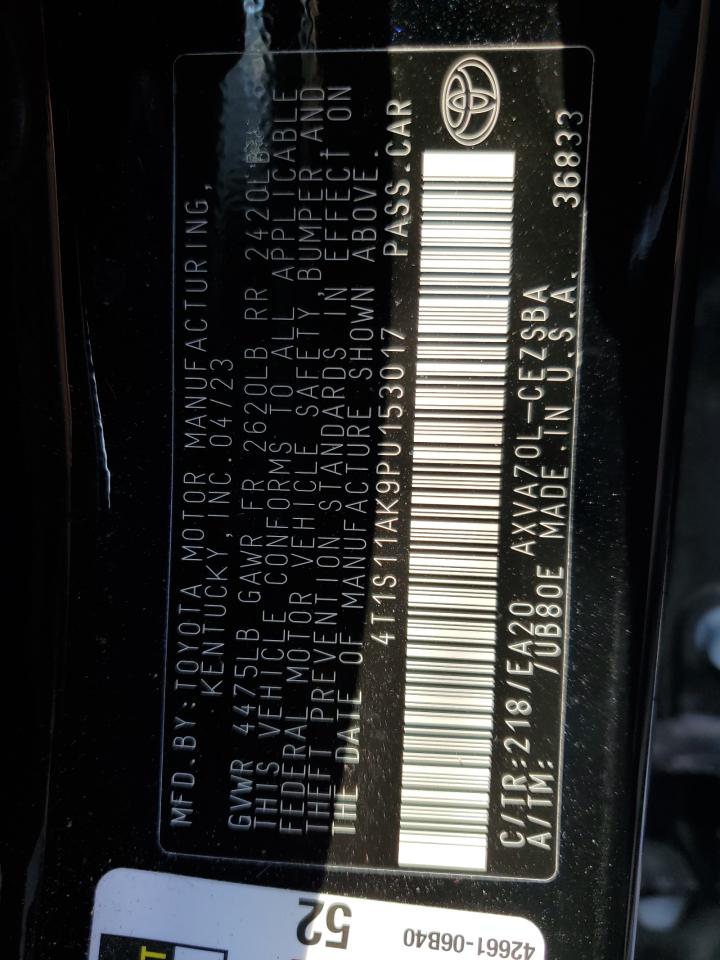 MFD.BY:TOYOTA MOTOR MANUFACTURING,
KENTUCKY, INC.04/23
GVWR 4475LB GAWR FR 2620LB RR 2420LB
THIS VEHICLE CONFORMS TO ALL APPLICABLE
FEDERAL MOTOR VEHICLE SAFETY, BUMPER AND
THEFT PREVENTION STANDARDS IN EFFECT ON
THE DATE OF MANUFACTURE SHOWN ABOVE.
4T1S11AK9PU153017 PASS.CAR
C/TR:218/EA20 AXVA70L-CEZSBA
A/TM: /UB80E MADE IN U.S.A. 36833
52
42661-06B40